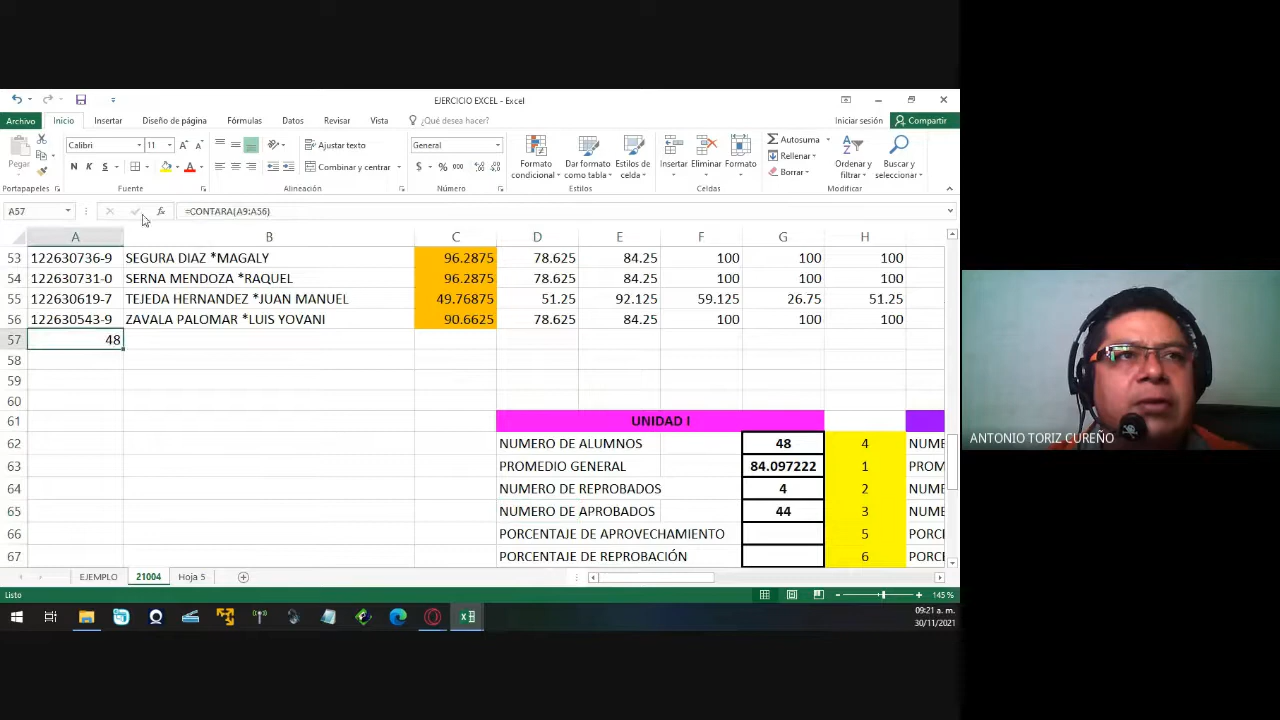 EJERCICIO EXCEL - Excel
Archivo Inicio Insertar Diseño de página Fórmulas Datos Revisar Vista ¿Qué desea hacer? Iniciar sesión Compartir
Pegar
Calibri 11
N K S
Ajustar texto
Combinar y centrar
General
$ % 000
Formato condicional
Dar formato como tabla
Estilos de celda
Insertar Eliminar Formato
Autosuma
Rellenar
Borrar
Ordenar y filtrar
Buscar y seleccionar
Portapapeles Fuente Alineación Número Estilos Celdas Modificar
A57 fx =CONTARA(A9:A56)
A B C D E F G H
53 122630736-9 SEGURA DIAZ *MAGALY 96.2875 78.625 84.25 100 100 100
54 122630731-0 SERNA MENDOZA *RAQUEL 96.2875 78.625 84.25 100 100 100
55 122630619-7 TEJEDA HERNANDEZ *JUAN MANUEL 49.76875 51.25 92.125 59.125 26.75 51.25
56 122630543-9 ZAVALA PALOMAR *LUIS YOVANI 90.6625 78.625 84.25 100 100 100
57 48
58
59
60
61 UNIDAD I
62 NUMERO DE ALUMNOS 48 4 NUME
63 PROMEDIO GENERAL 84.097222 1 PROM
64 NUMERO DE REPROBADOS 4 2 NUME
65 NUMERO DE APROBADOS 44 3 NUME
66 PORCENTAJE DE APROVECHAMIENTO 5 PORC
67 PORCENTAJE DE REPROBACIÓN 6 PORC
EJEMPLO 21004 Hoja 5
Listo 145 %
09:21 a. m.
30/11/2021
ANTONIO TORIZ CUREÑO